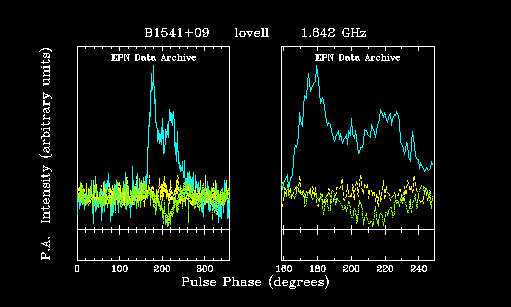 B1541+09 lovell 1.642 GHz
EPN Data Archive EPN Data Archive
P.A. Intensity (arbitrary units)
0 100 200 300 160 180 200 220 240
Pulse Phase (degrees)